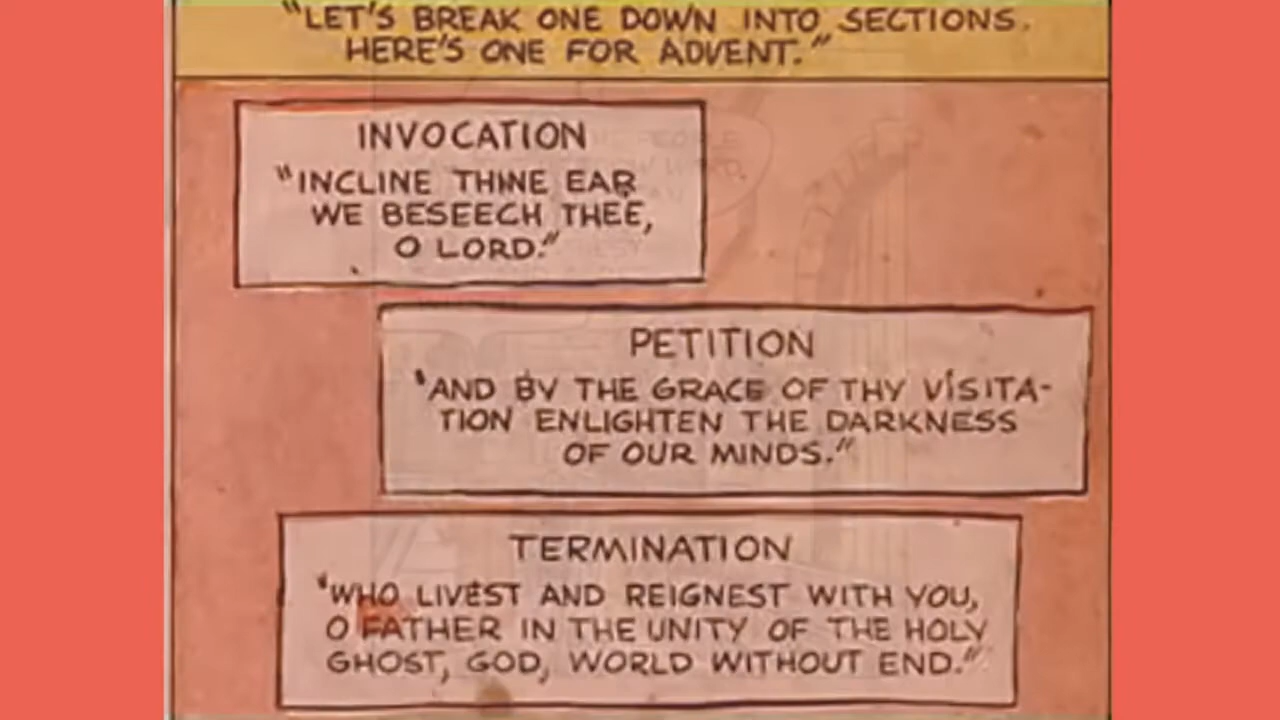 "LET'S BREAK ONE DOWN INTO SECTIONS.
HERE'S ONE FOR ADVENT."
INVOCATION
"INCLINE THINE EAR
WE BESEECH THEE,
O LORD."
PETITION
"AND BY THE GRACE OF THY VISITA-
TION ENLIGHTEN THE DARKNESS
OF OUR MINDS."
TERMINATION
"WHO LIVEST AND REIGNEST WITH YOU,
O FATHER IN THE UNITY OF THE HOLY
GHOST, GOD, WORLD WITHOUT END."